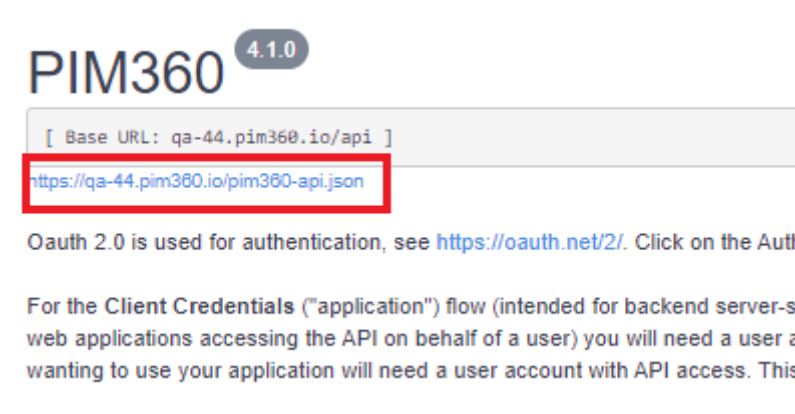 PIM360 4.1.0
[ Base URL: qa-44.pim360.io/api ]
https://qa-44.pim360.io/pim360-api.json
Oauth 2.0 is used for authentication, see https://oauth.net/2/. Click on the Auth
For the Client Credentials ("application") flow (intended for backend server-s
web applications accessing the API on behalf of a user) you will need a user a
wanting to use your application will need a user account with API access. This